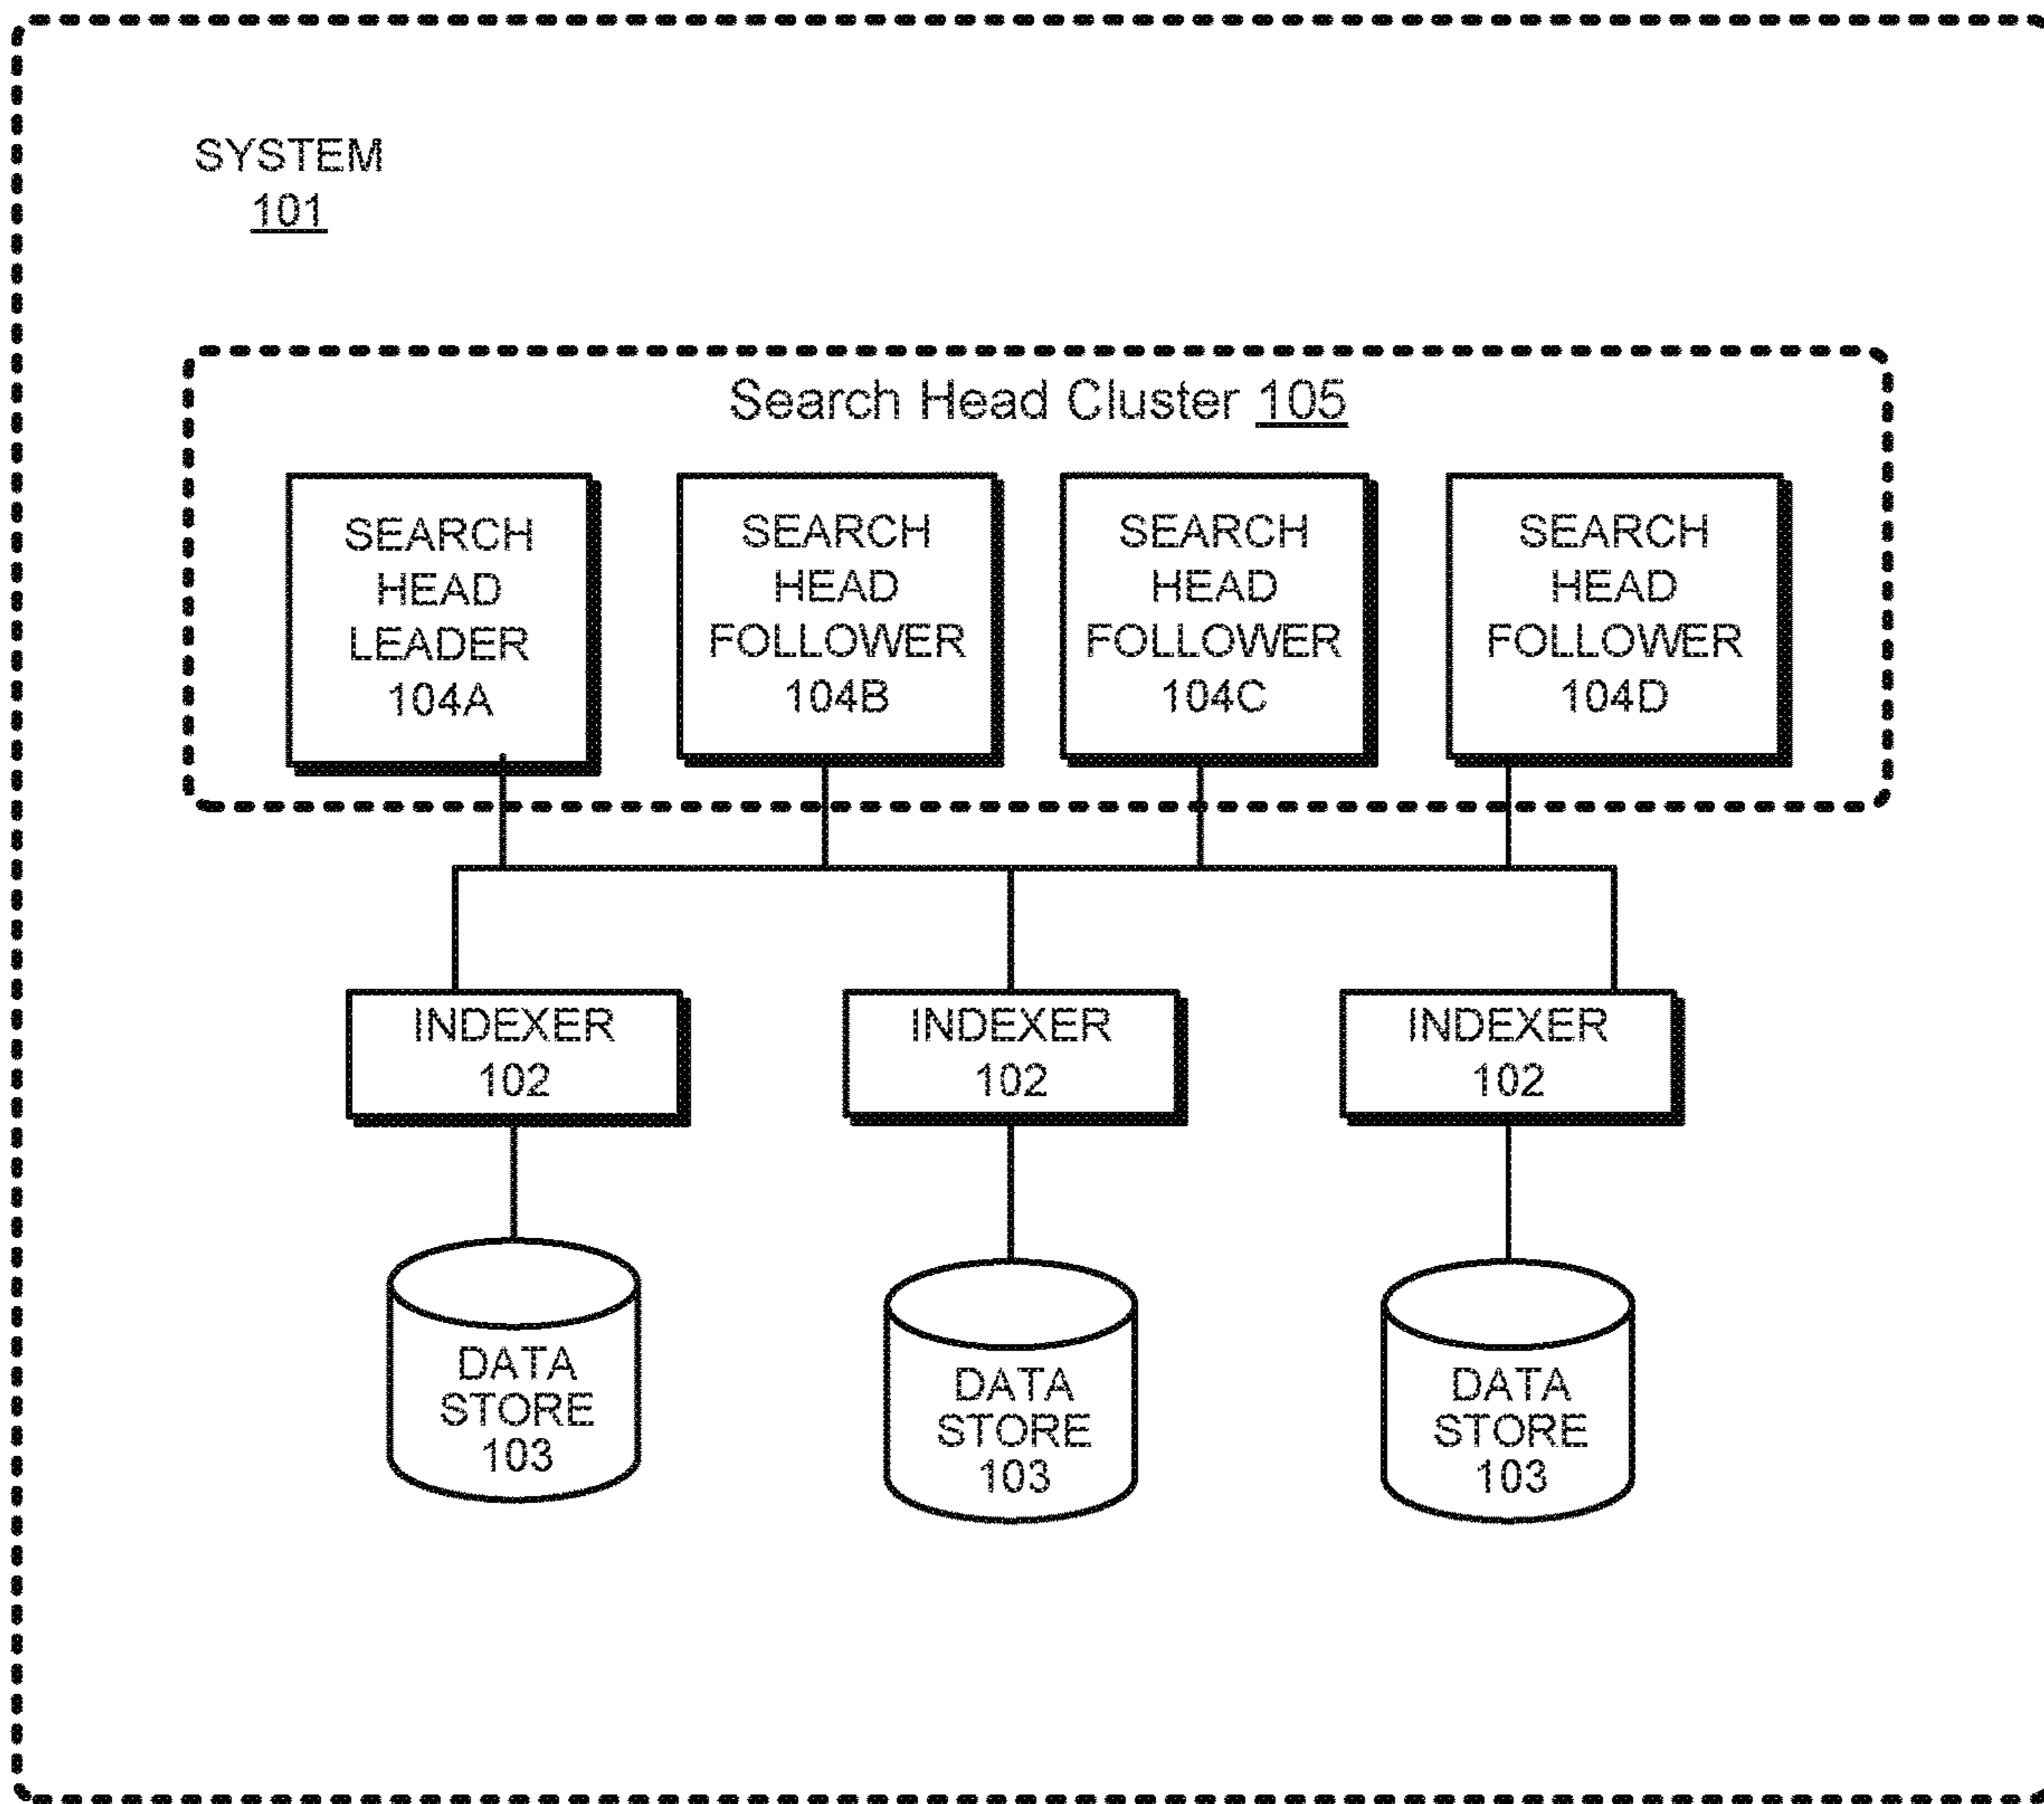 SYSTEM
101
Search Head Cluster 105
SEARCH
HEAD
LEADER
104A
SEARCH
HEAD
FOLLOWER
104B
SEARCH
HEAD
FOLLOWER
104C
SEARCH
HEAD
FOLLOWER
104D
INDEXER
102
INDEXER
102
INDEXER
102
DATA
STORE
103
DATA
STORE
103
DATA
STORE
103